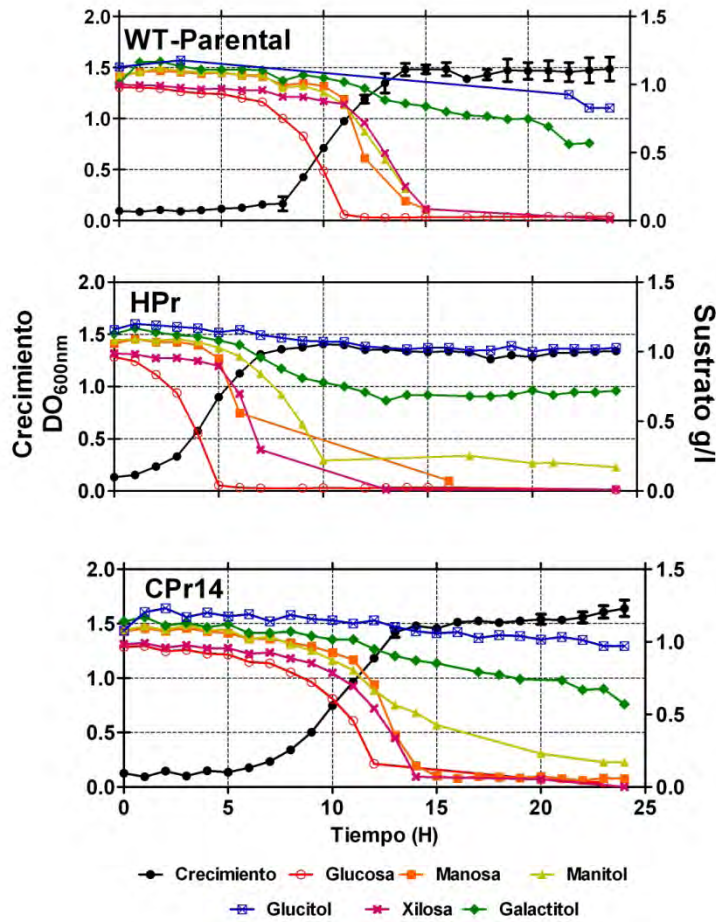 WT-Parental
2.0 1.5
1.5 1.0
1.0
0.5 0.5
0.0 0.0
HPr
2.0 1.5
1.5 1.0
1.0
0.5 0.5
0.0 0.0
Crecimiento
DO600nm
Sustrato g/l
CPr14
2.0 1.5
1.5 1.0
1.0
0.5 0.5
0.0 0.0
0 5 10 15 20 25
Tiempo (H)
Crecimiento Glucosa Manosa Manitol
Glucitol Xilosa Galactitol